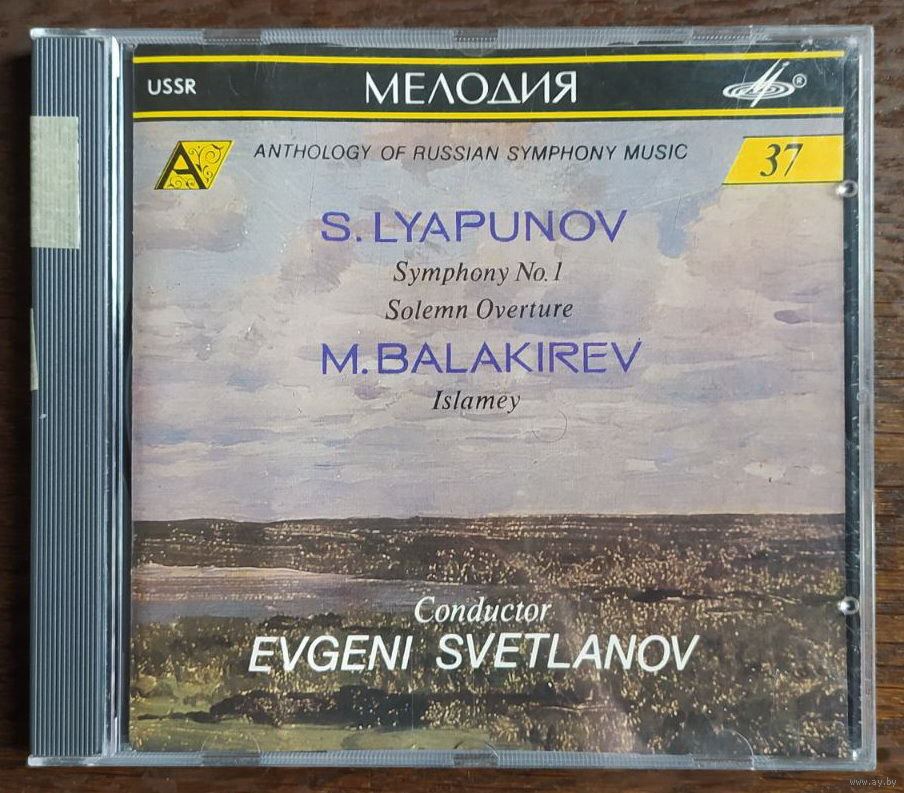 USSR
МЕЛОДИЯ
®
A
ANTHOLOGY OF RUSSIAN SYMPHONY MUSIC
37
S. LYAPUNOV
Symphony No. 1
Solemn Overture
M. BALAKIREV
Islamey
Conductor
EVGENI SVETLANOV
www.ay.by